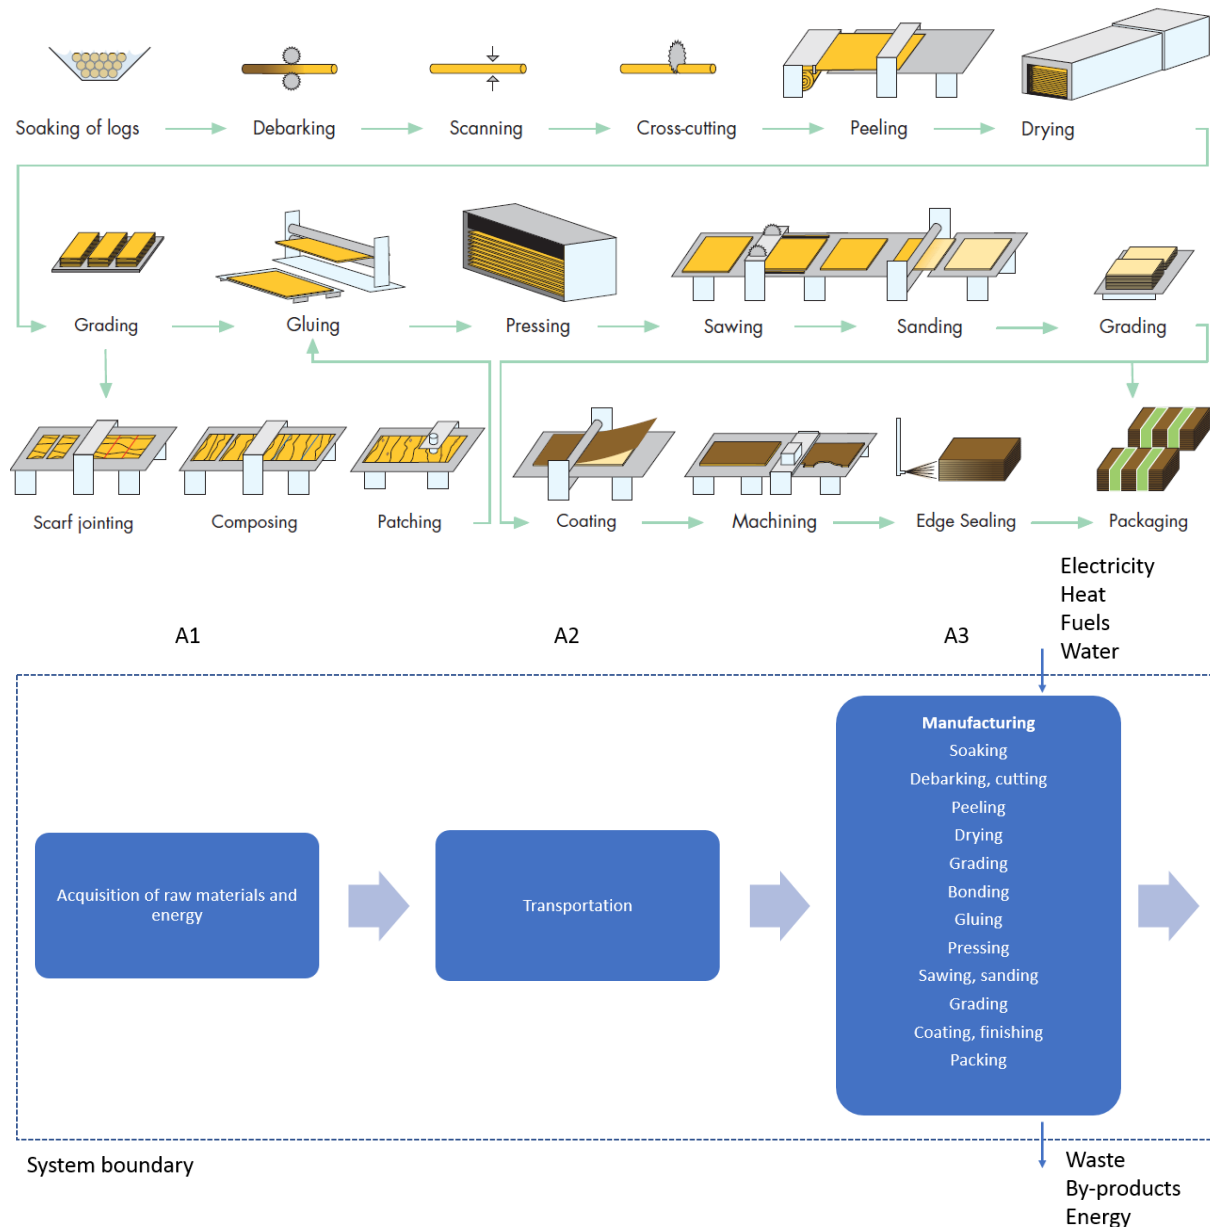 Soaking of logs
Debarking
Scanning
Cross-cutting
Peeling
Drying
Grading
Gluing
Pressing
Sawing
Sanding
Grading
Scarf jointing
Composing
Patching
Coating
Machining
Edge Sealing
Packaging
Electricity
Heat
Fuels
Water
A1
A2
A3
Acquisition of raw materials and
energy
Transportation
Manufacturing
Soaking
Debarking, cutting
Peeling
Drying
Grading
Bonding
Gluing
Pressing
Sawing, sanding
Grading
Coating, finishing
Packing
System boundary
Waste
By-products
Energy